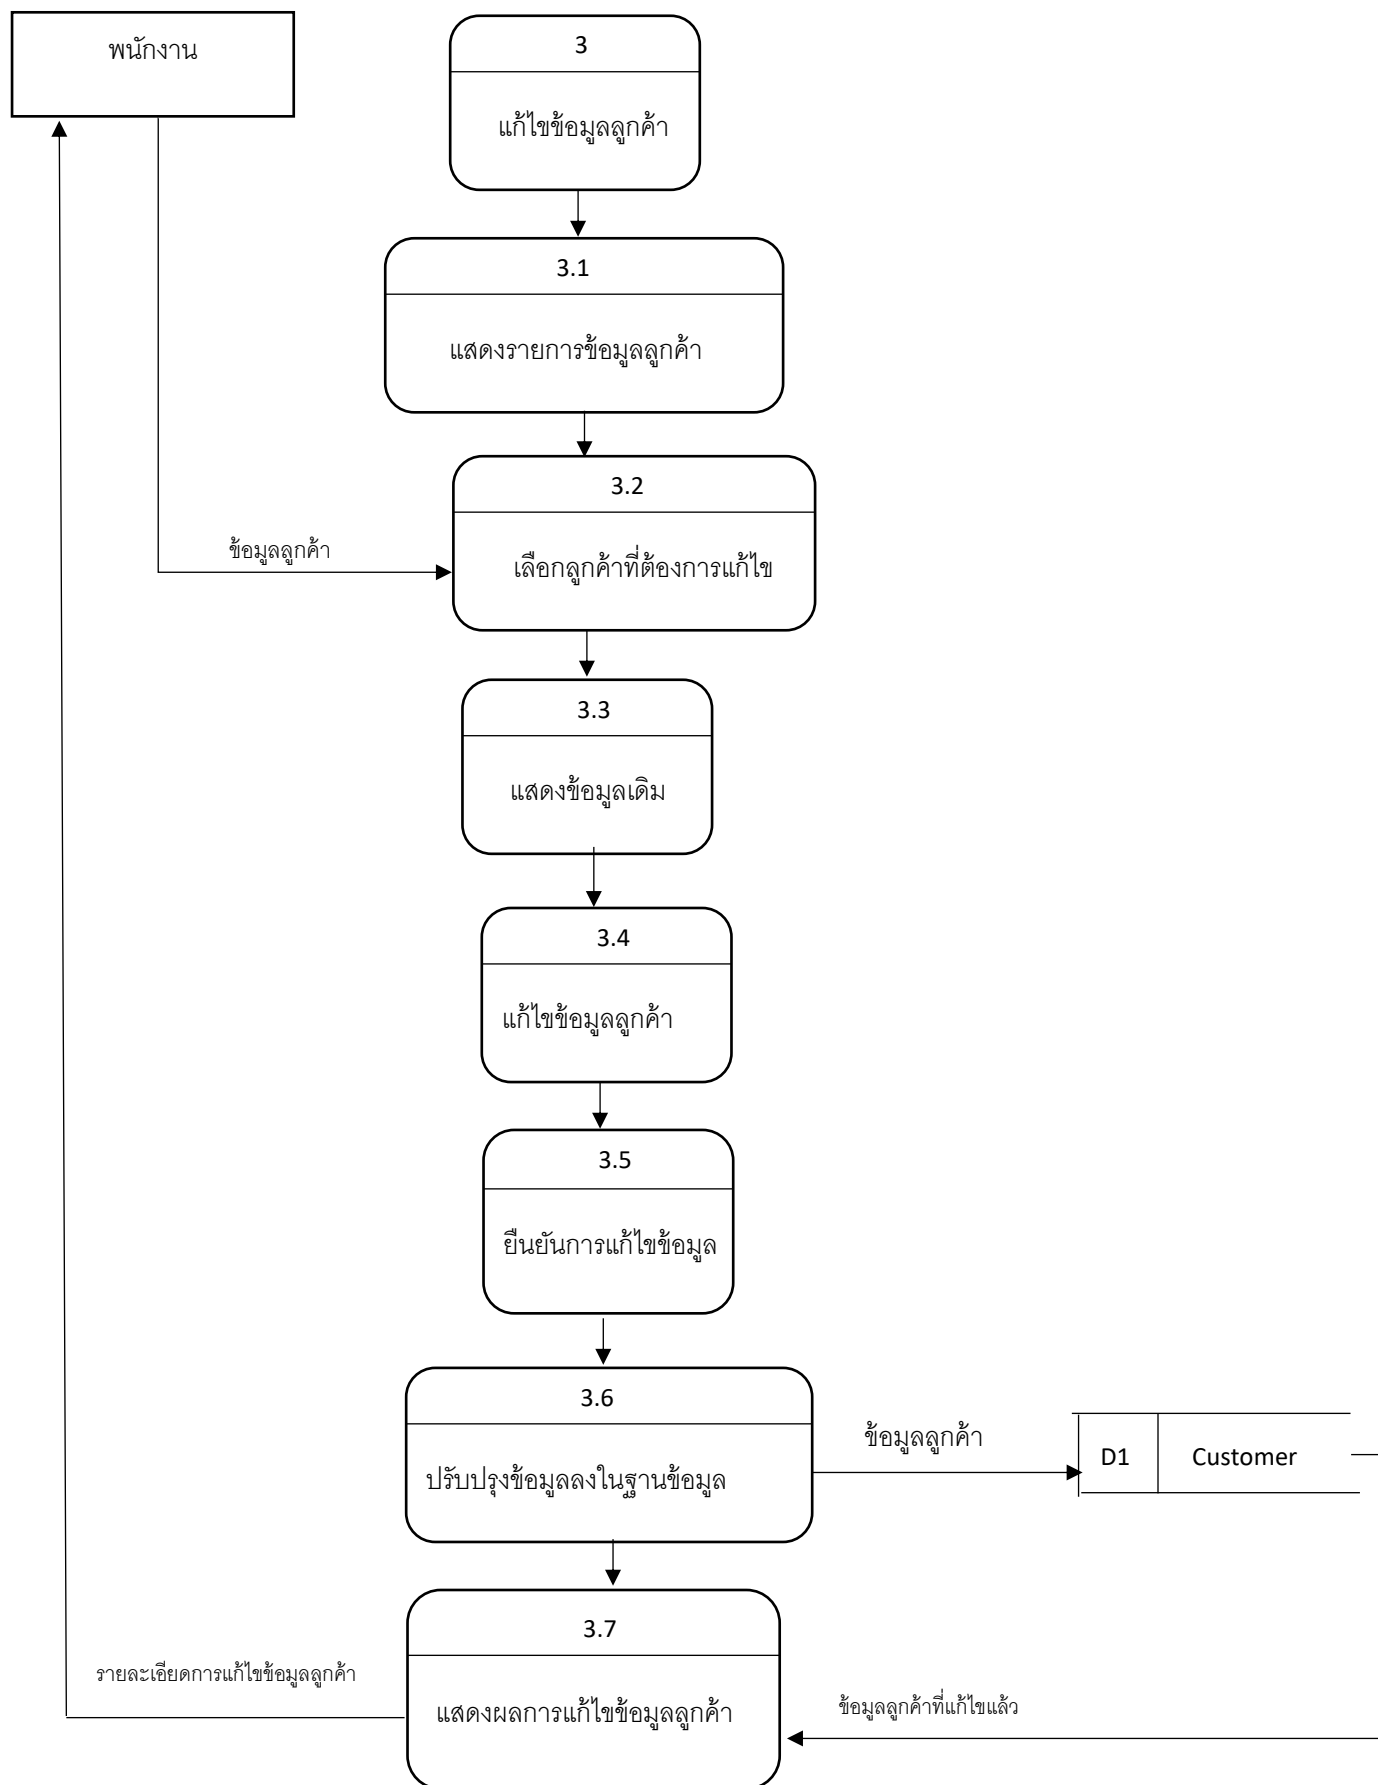 พนักงาน
3
แก้ไขข้อมูลลูกค้า
3.1
แสดงรายการข้อมูลลูกค้า
3.2
ข้อมูลลูกค้า
เลือกลูกค้าที่ต้องการแก้ไข
3.3
แสดงข้อมูลเดิม
3.4
แก้ไขข้อมูลลูกค้า
3.5
ยืนยันการแก้ไขข้อมูล
3.6
ข้อมูลลูกค้า
D1 Customer
ปรับปรุงข้อมูลลงในฐานข้อมูล
3.7
รายละเอียดการแก้ไขข้อมูลลูกค้า
แสดงผลการแก้ไขข้อมูลลูกค้า
ข้อมูลลูกค้าที่แก้ไขแล้ว